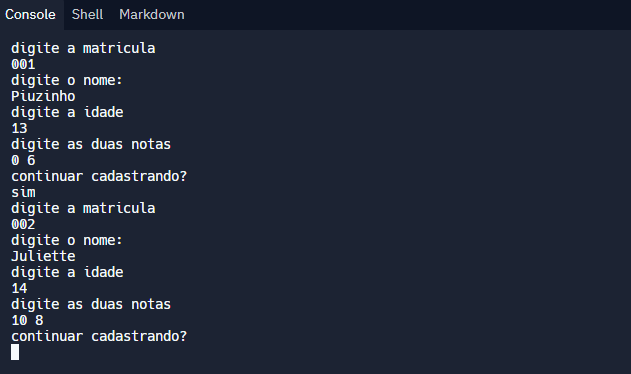 Console Shell Markdown
digite a matricula
001
digite o nome:
Piuzinho
digite a idade
13
digite as duas notas
0 6
continuar cadastrando?
sim
digite a matricula
002
digite o nome:
Juliette
digite a idade
14
digite as duas notas
10 8
continuar cadastrando?